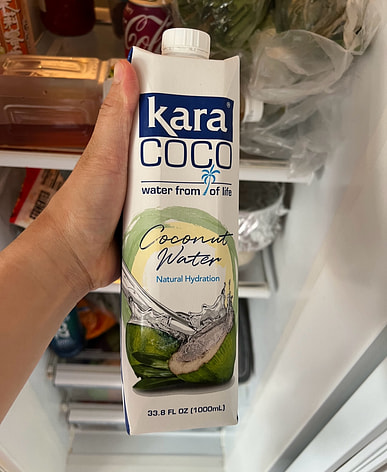 kara®
COCO
water from of life
Coconut
Water
Natural Hydration
33.8 FL OZ (1000mL)